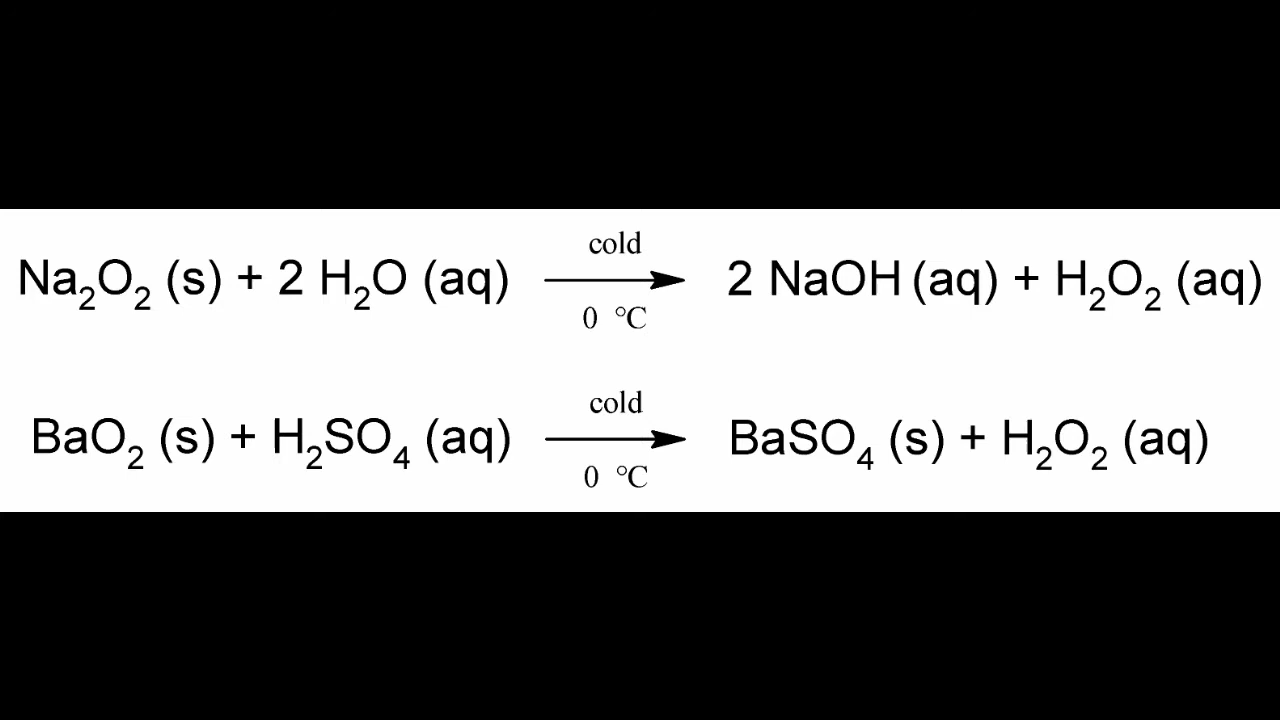 cold
Na₂O₂ (s) + 2 H₂O (aq) ⟶ 2 NaOH (aq) + H₂O₂ (aq)
0 °C
cold
BaO₂ (s) + H₂SO₄ (aq) ⟶ BaSO₄ (s) + H₂O₂ (aq)
0 °C